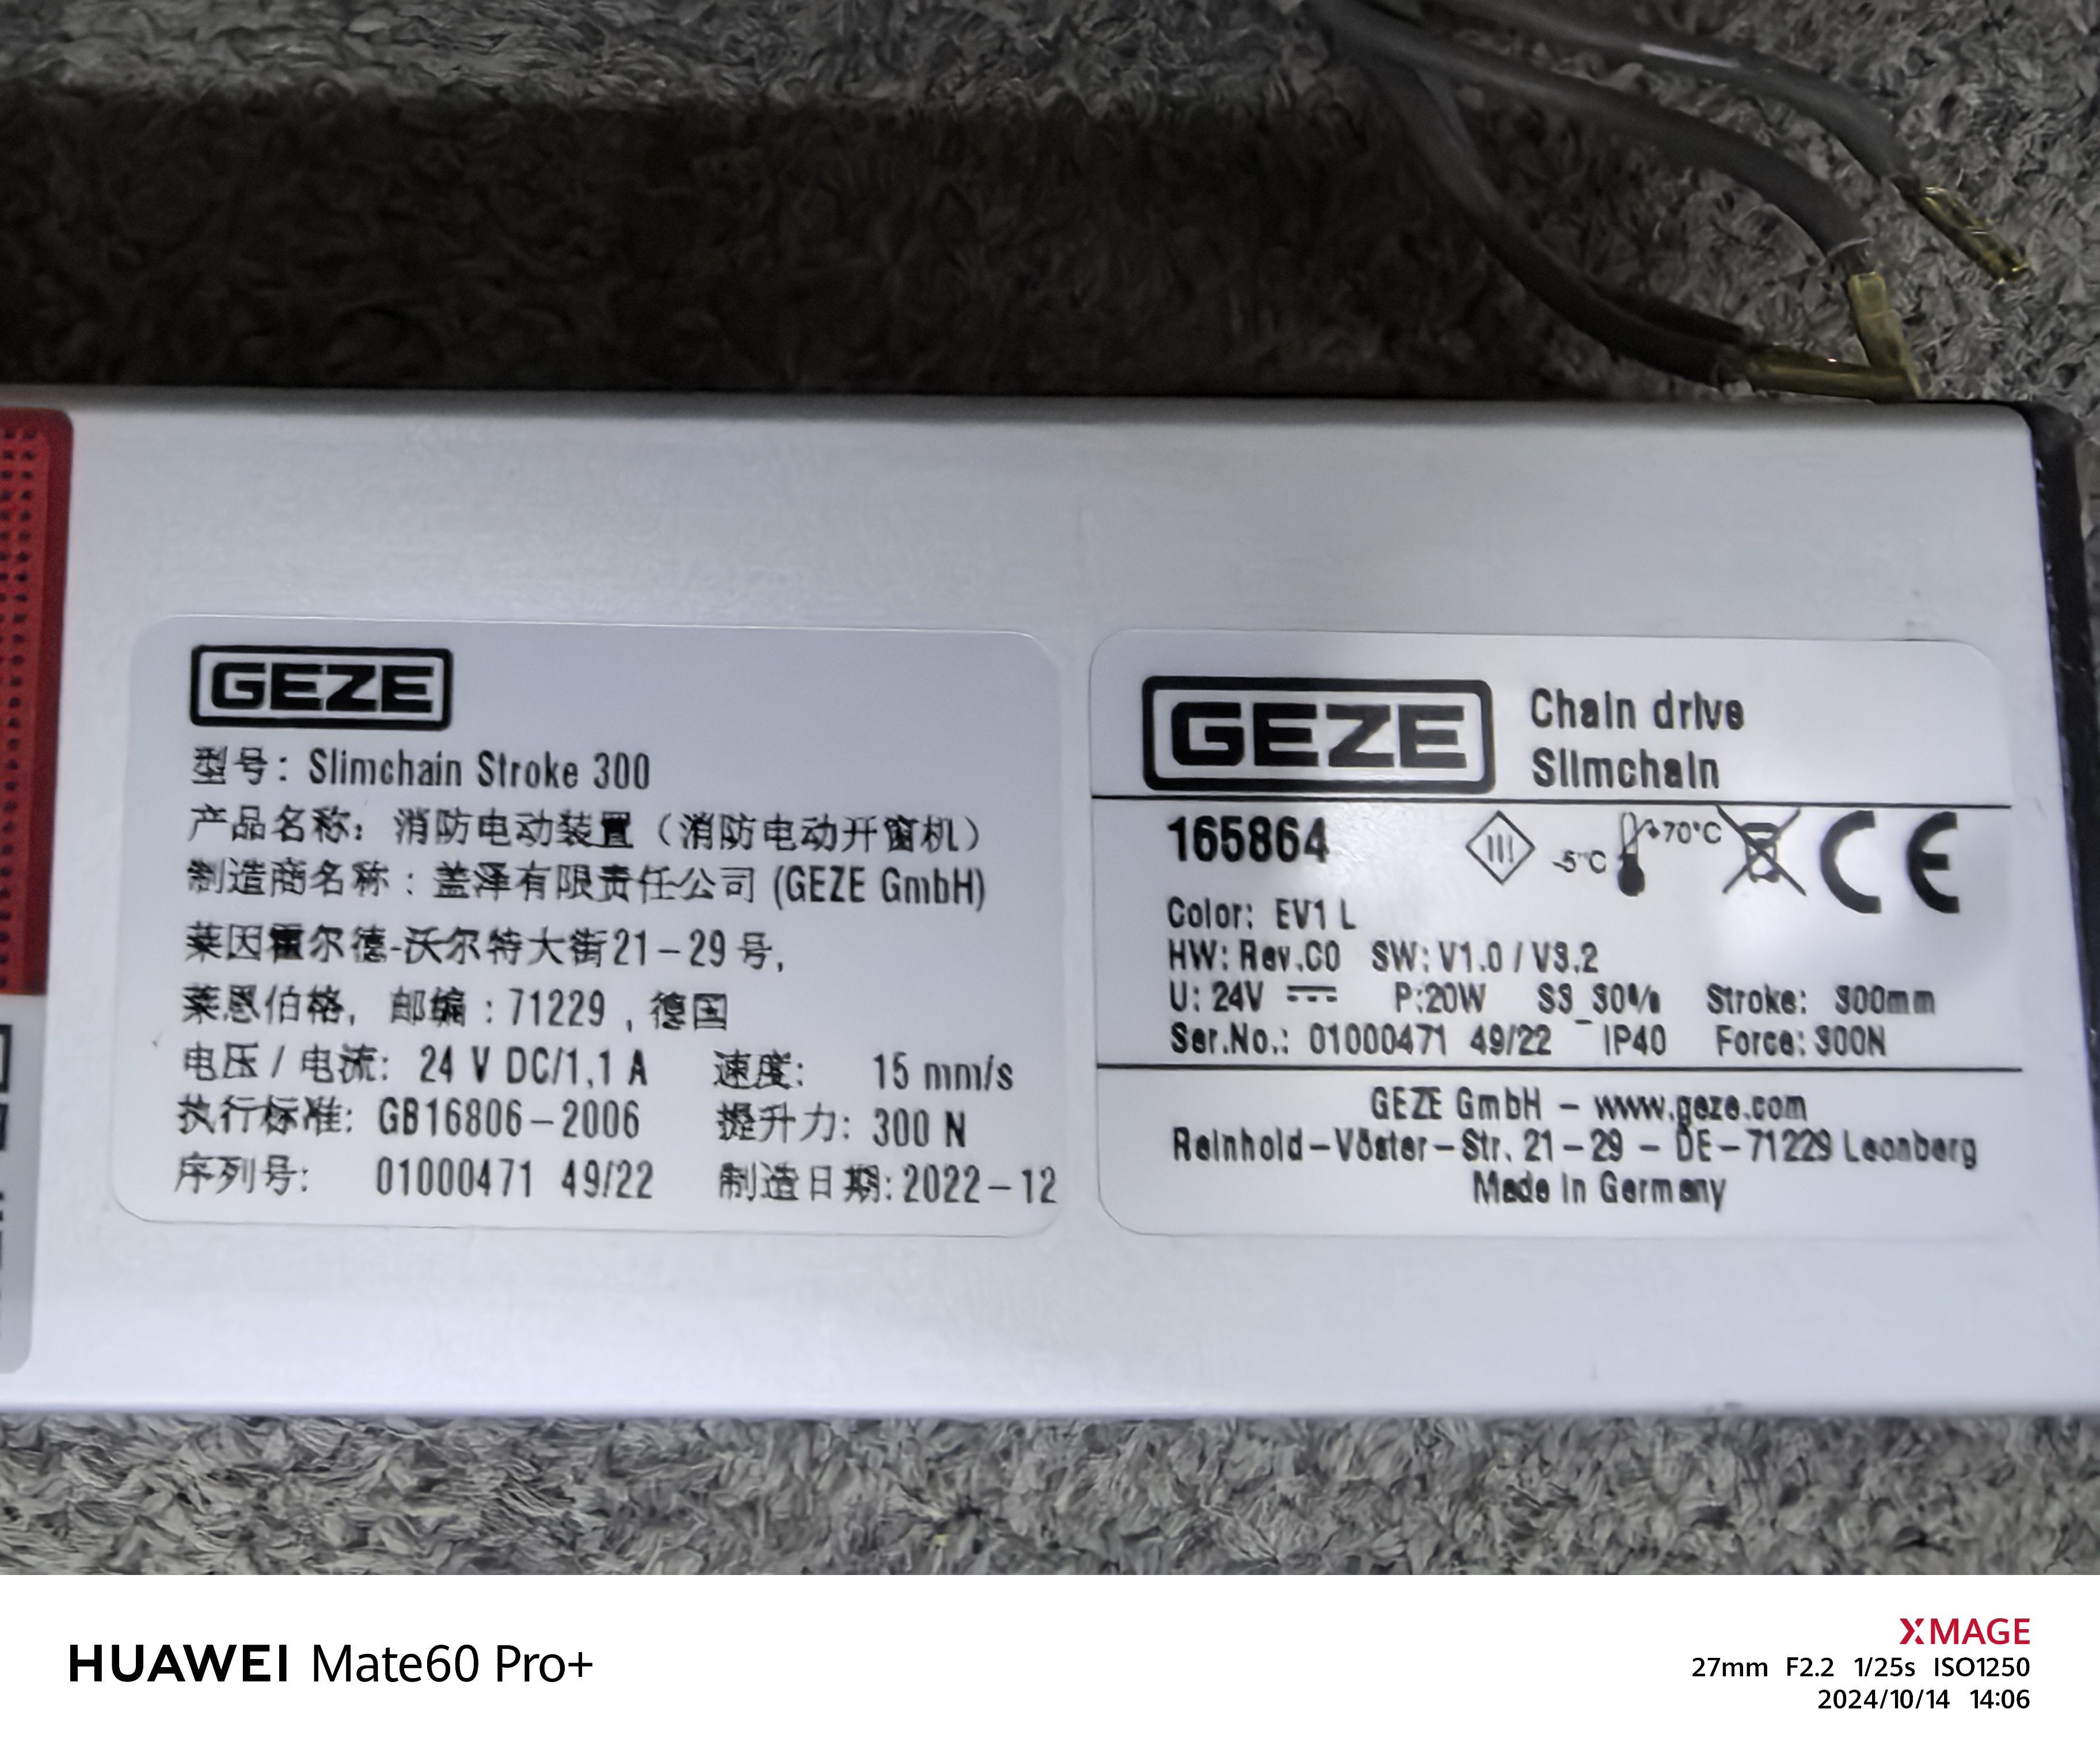 GEZE
型号: Slimchain Stroke 300
产品名称: 消防电动装置（消防电动开窗机）
制造商名称: 盖泽有限责任公司 (GEZE GmbH)
莱因霍尔德-沃尔特大街21-29号,
莱恩伯格, 邮编: 71229, 德国
电压 / 电流: 24 V DC/1,1 A 速度: 15 mm/s
执行标准: GB16806-2006 提升力: 300 N
序列号: 01000471 49/22 制造日期: 2022-12
GEZE
Chain drive
Slimchain
165864 -5°C +70°C CE
Color: EV1 L
HW: Rev.C0 SW: V1.0 / V3.2
U: 24V P:20W S3 30% Stroke: 300mm
Ser.No.: 01000471 49/22 IP40 Force: 300N
GEZE GmbH - www.geze.com
Reinhold-Vöster-Str. 21-29 - DE-71229 Leonberg
Made in Germany
HUAWEI Mate60 Pro+
XMAGE
27mm F2.2 1/25s ISO1250
2024/10/14 14:06